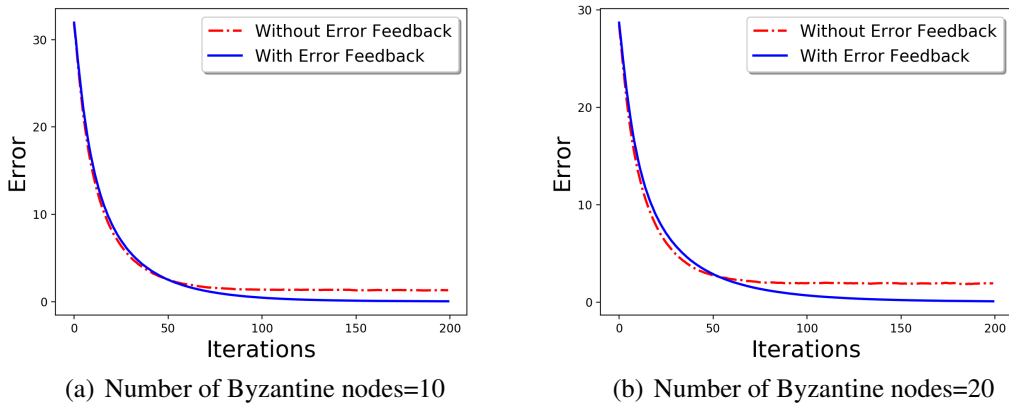 Without Error Feedback
With Error Feedback
30
20
10
0
Error
0
50
100
150
200
Iterations
(a) Number of Byzantine nodes=10
Without Error Feedback
With Error Feedback
30
20
10
0
Error
0
50
100
150
200
Iterations
(b) Number of Byzantine nodes=20